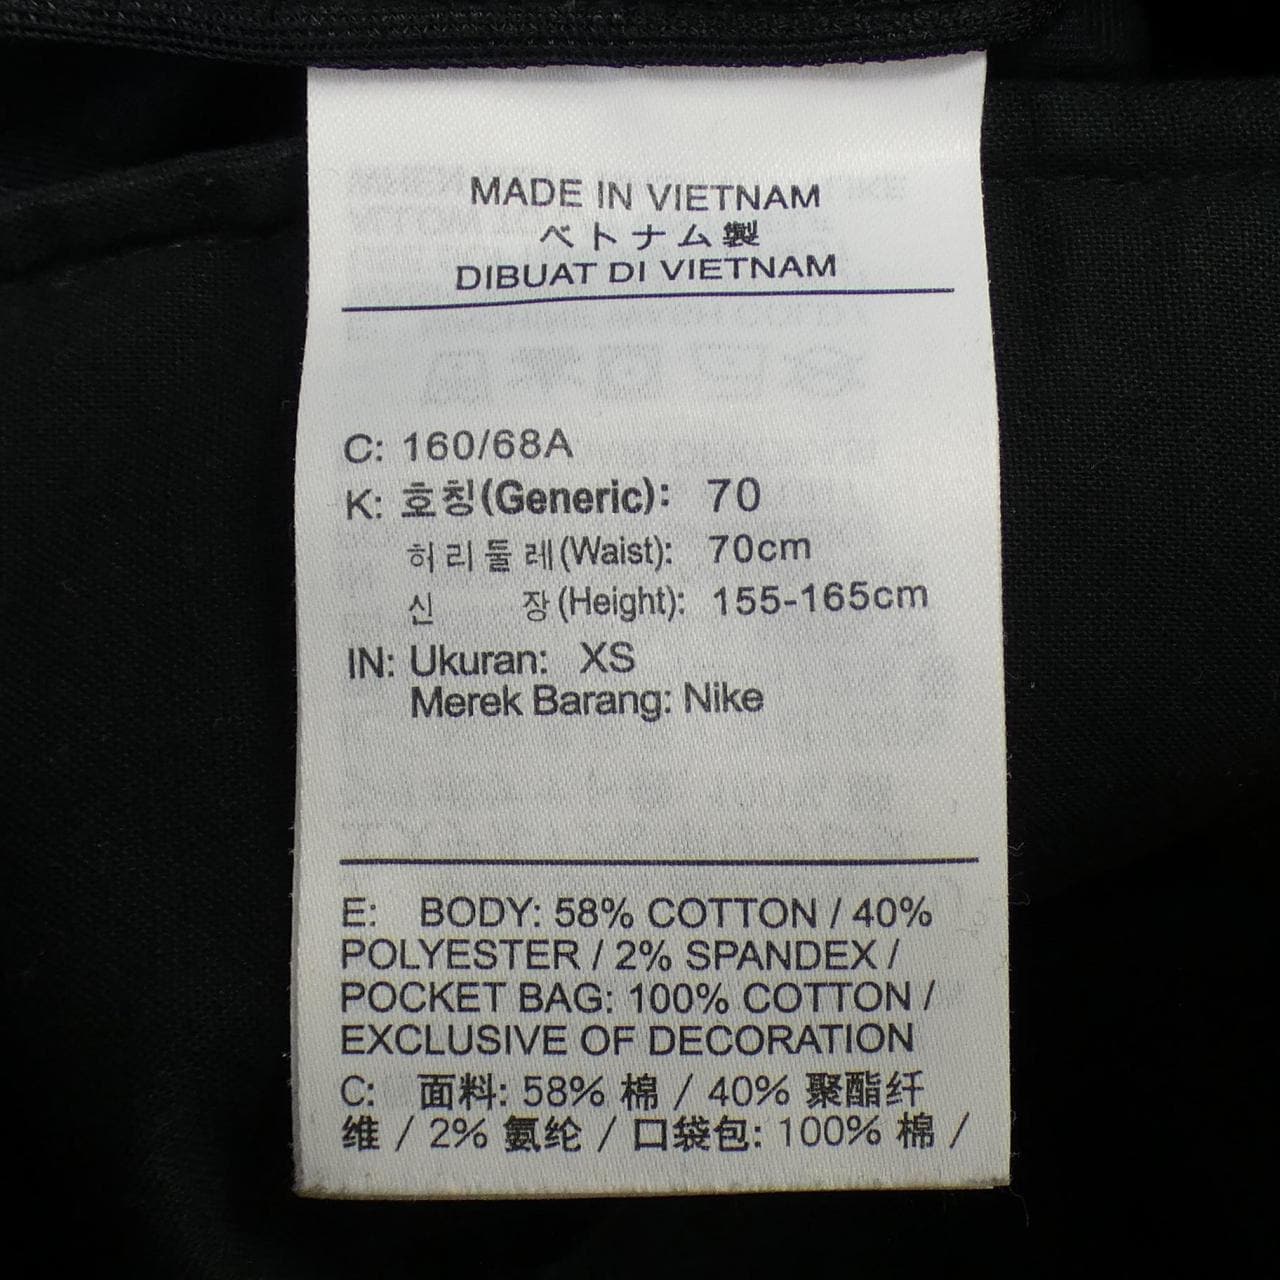 MADE IN VIETNAM
ベトナム製
DIBUAT DI VIETNAM
C: 160/68A
K: 호칭(Generic): 70
허리둘레(Waist): 70cm
신 장(Height): 155-165cm
IN: Ukuran: XS
Merek Barang: Nike
E: BODY: 58% COTTON / 40%
POLYESTER / 2% SPANDEX /
POCKET BAG: 100% COTTON /
EXCLUSIVE OF DECORATION
C: 面料: 58% 棉 / 40% 聚酯纤
维 / 2% 氨纶 / 口袋包: 100% 棉 /